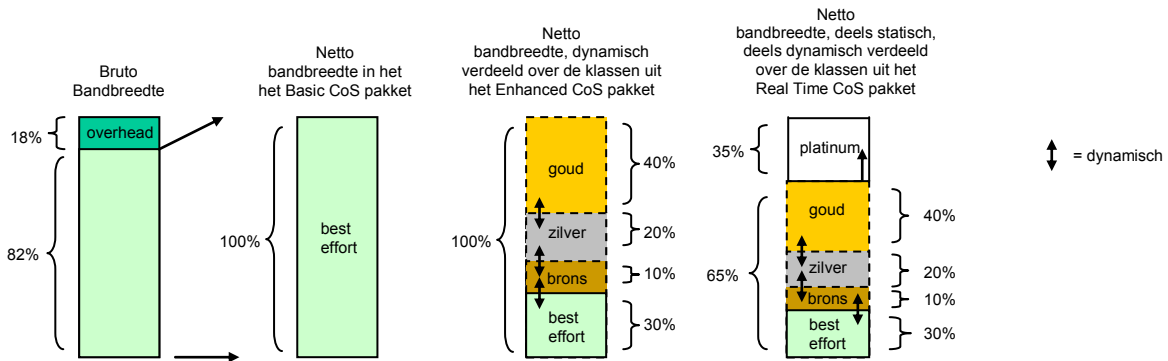 Bruto
Bandbreedte
18%
overhead
82%
Netto
bandbreedte in het
het Basic CoS pakket
100%
best
effort
Netto
bandbreedte, dynamisch
verdeeld over de klassen uit
het Enhanced CoS pakket
100%
goud
40%
zilver
20%
brons
10%
best
effort
30%
Netto
bandbreedte, deels statisch,
deels dynamisch verdeeld
over de klassen uit het
Real Time CoS pakket
35%
platinum
65%
goud
40%
zilver
20%
brons
10%
best
effort
30%
= dynamisch